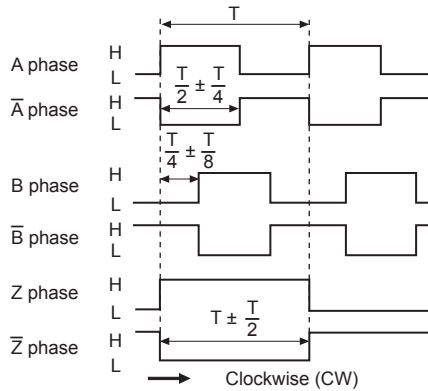 T
A phase H
L
T/2 ± T/4
A̅ phase H
L
T/4 ± T/8
B phase H
L
B̅ phase H
L
Z phase H
L
T ± T/2
Z̅ phase H
L
Clockwise (CW)